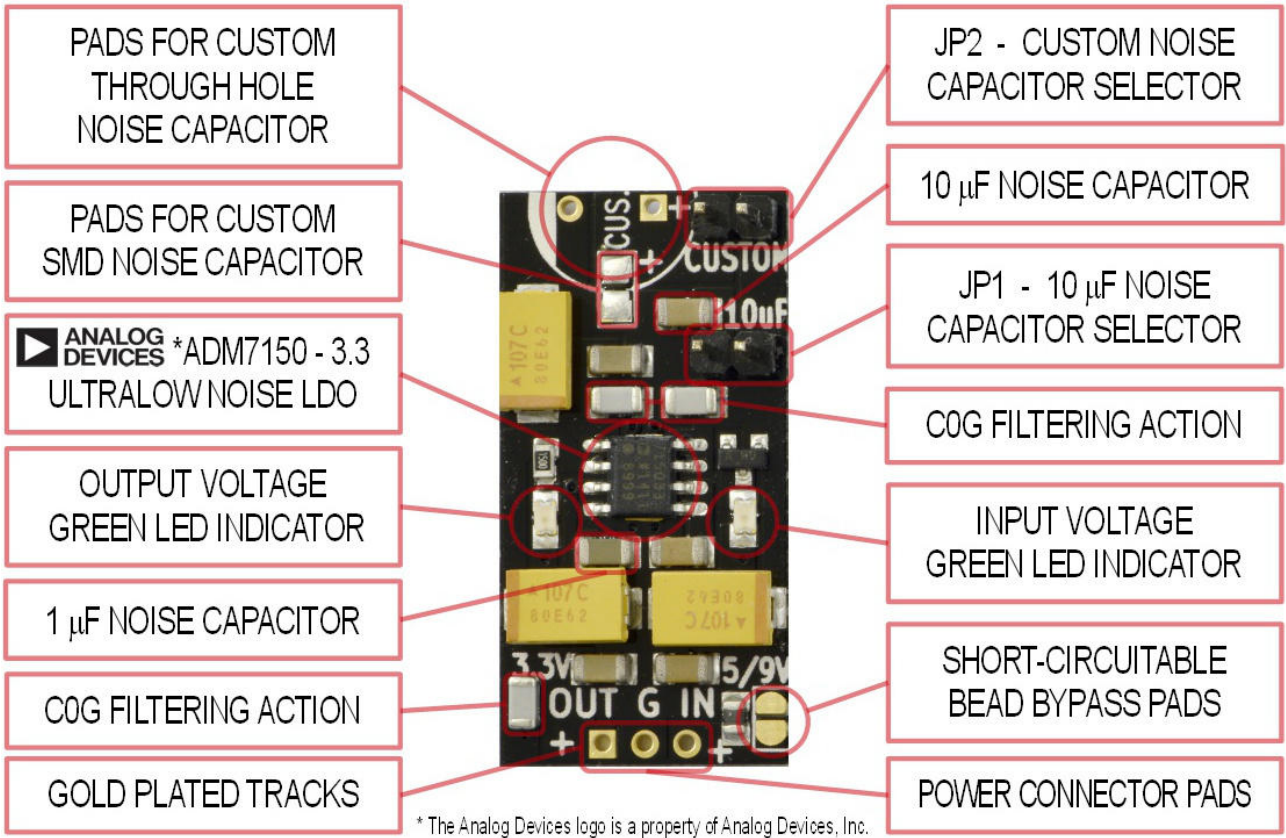 PADS FOR CUSTOM
THROUGH HOLE
NOISE CAPACITOR
PADS FOR CUSTOM
SMD NOISE CAPACITOR
ANALOG
DEVICES
*ADM7150 - 3.3
ULTRALOW NOISE LDO
OUTPUT VOLTAGE
GREEN LED INDICATOR
1 μF NOISE CAPACITOR
C0G FILTERING ACTION
GOLD PLATED TRACKS
JP2 - CUSTOM NOISE
CAPACITOR SELECTOR
10 μF NOISE CAPACITOR
JP1 - 10 μF NOISE
CAPACITOR SELECTOR
C0G FILTERING ACTION
INPUT VOLTAGE
GREEN LED INDICATOR
SHORT-CIRCUITABLE
BEAD BYPASS PADS
POWER CONNECTOR PADS
CUS.
+
+
CUSTOM
10uF
107C
80E62
107C
80E62
107C
80E62
3.3V
5/9V
OUT G IN
+
+
* The Analog Devices logo is a property of Analog Devices, Inc.